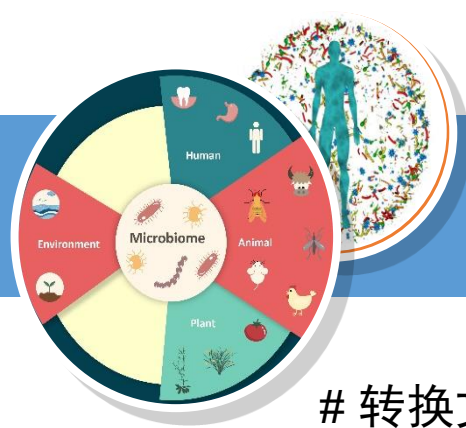 Human
Environment
Microbiome
Animal
Plant
# 转换